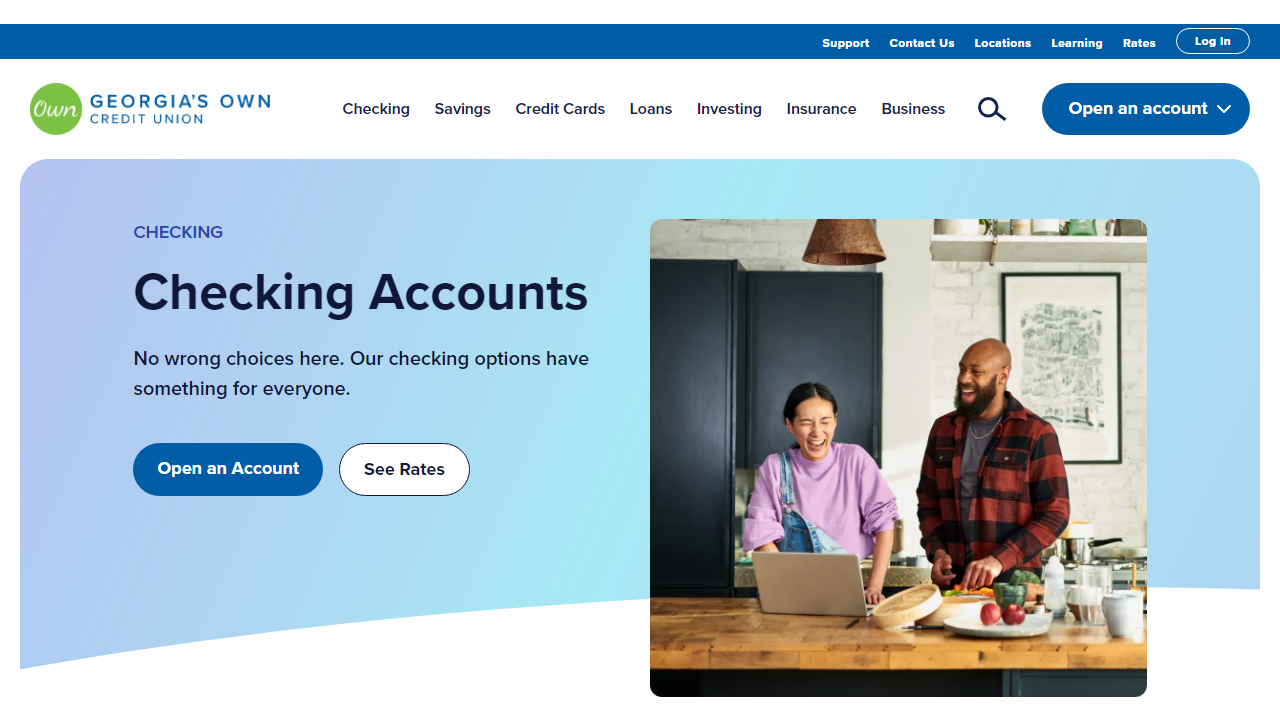 Support Contact Us Locations Learning Rates Log In
Own GEORGIA'S OWN
CREDIT UNION
Checking Savings Credit Cards Loans Investing Insurance Business Open an account
CHECKING
Checking Accounts
No wrong choices here. Our checking options have
something for everyone.
Open an Account See Rates